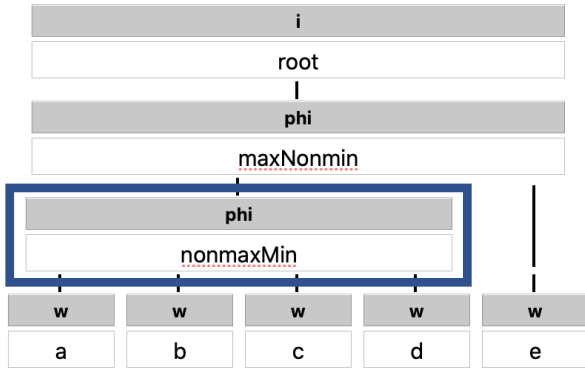 i
root
phi
maxNonmin
phi
nonmaxMin
w w w w w
a b c d e